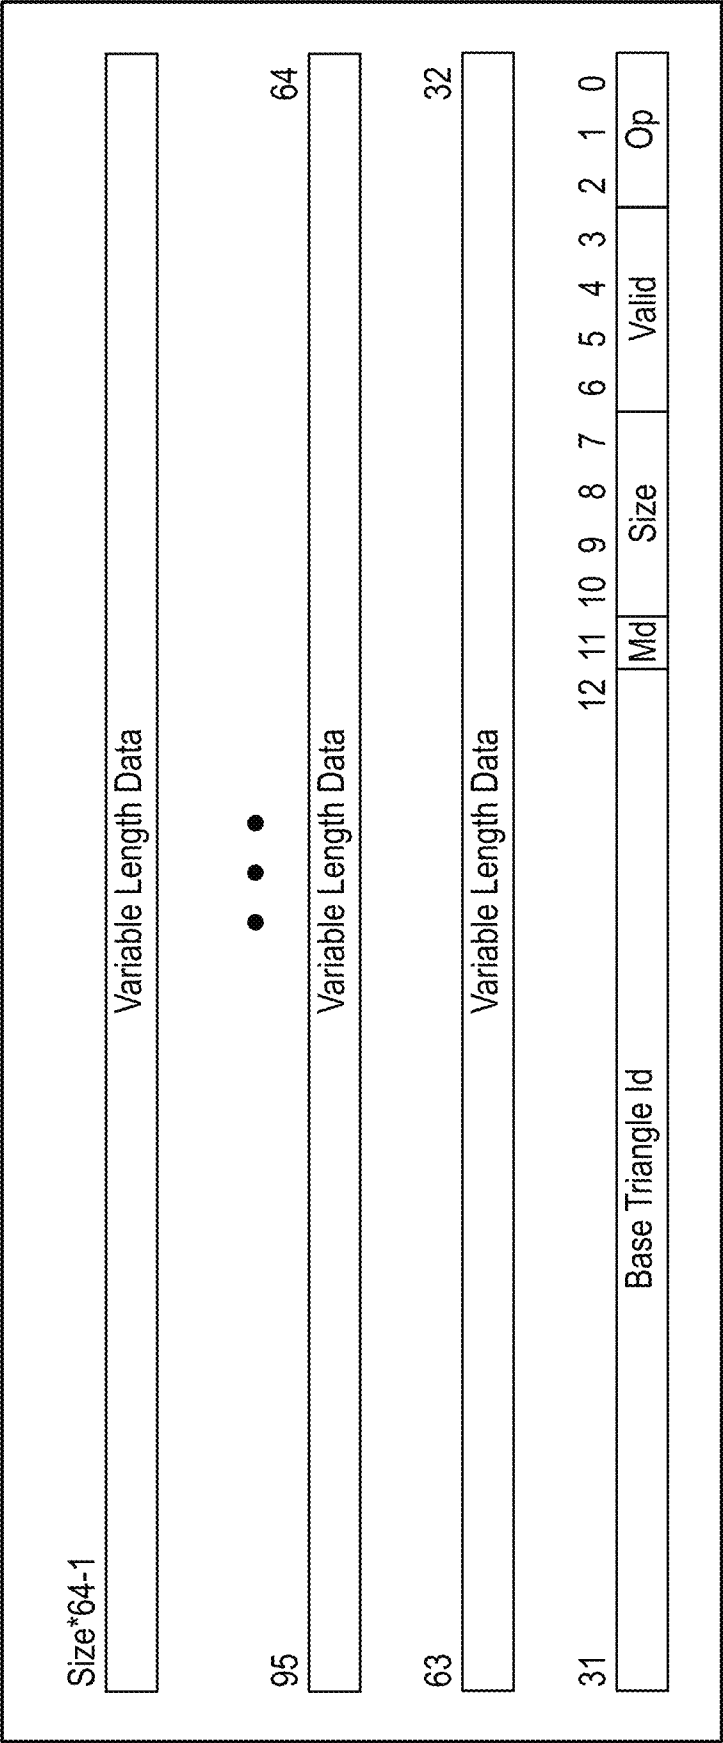 Size*64-1
Variable Length Data
95 64
Variable Length Data
63 32
Variable Length Data
31 12 11 10 9 8 7 6 5 4 3 2 1 0
Base Triangle Id Md Size Valid Op